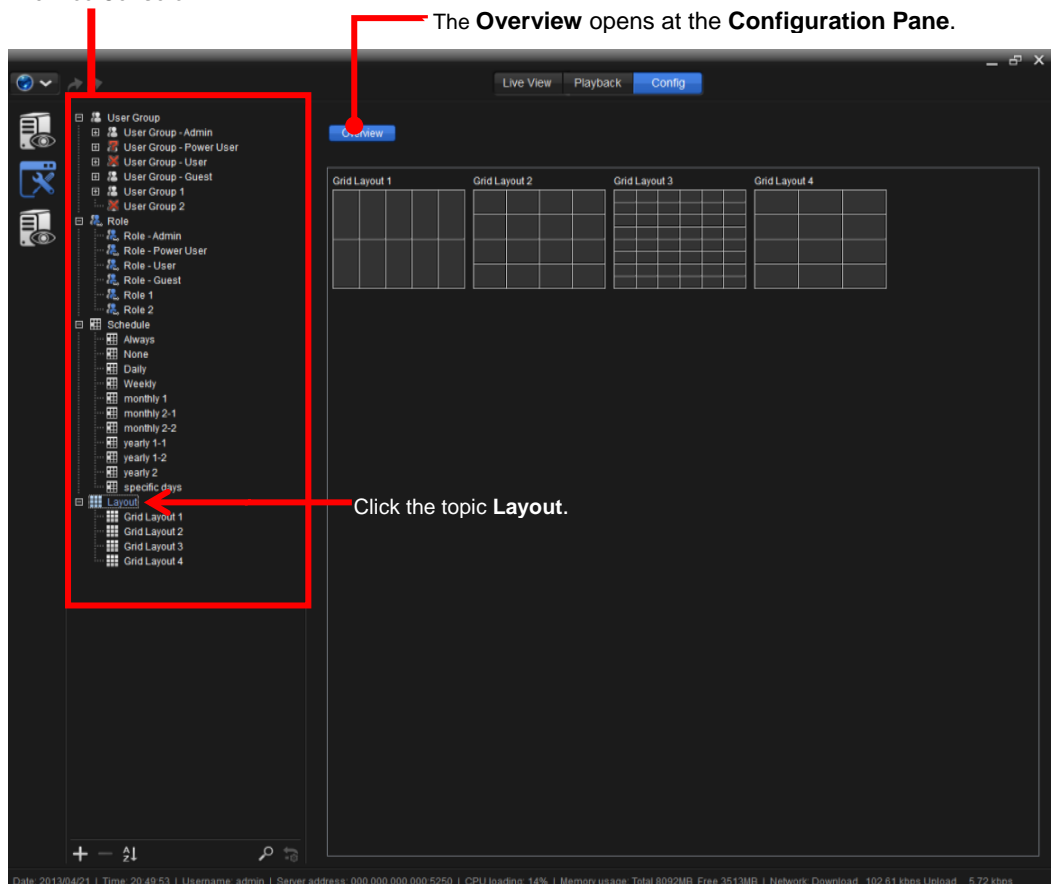 The Overview opens at the Configuration Pane.
Live View Playback Config
User Group
User Group - Admin
User Group - Power User
User Group - User
User Group - Guest
User Group 1
User Group 2
Role
Role - Admin
Role - Power User
Role - User
Role - Guest
Role 1
Role 2
Schedule
Always
None
Daily
Weekly
monthly 1
monthly 2-1
monthly 2-2
yearly 1-1
yearly 1-2
yearly 2
specific days
Layout
Grid Layout 1
Grid Layout 2
Grid Layout 3
Grid Layout 4
Overview
Grid Layout 1 Grid Layout 2 Grid Layout 3 Grid Layout 4
Click the topic Layout.
Date: 2013/04/21 | Time: 20:49:53 | Username: admin | Server address: 000.000.000.000:5250 | CPU loading: 14% | Memory usage: Total 8092MB, Free 3513MB | Network: Download 102.61 kbps Upload 5.72 kbps